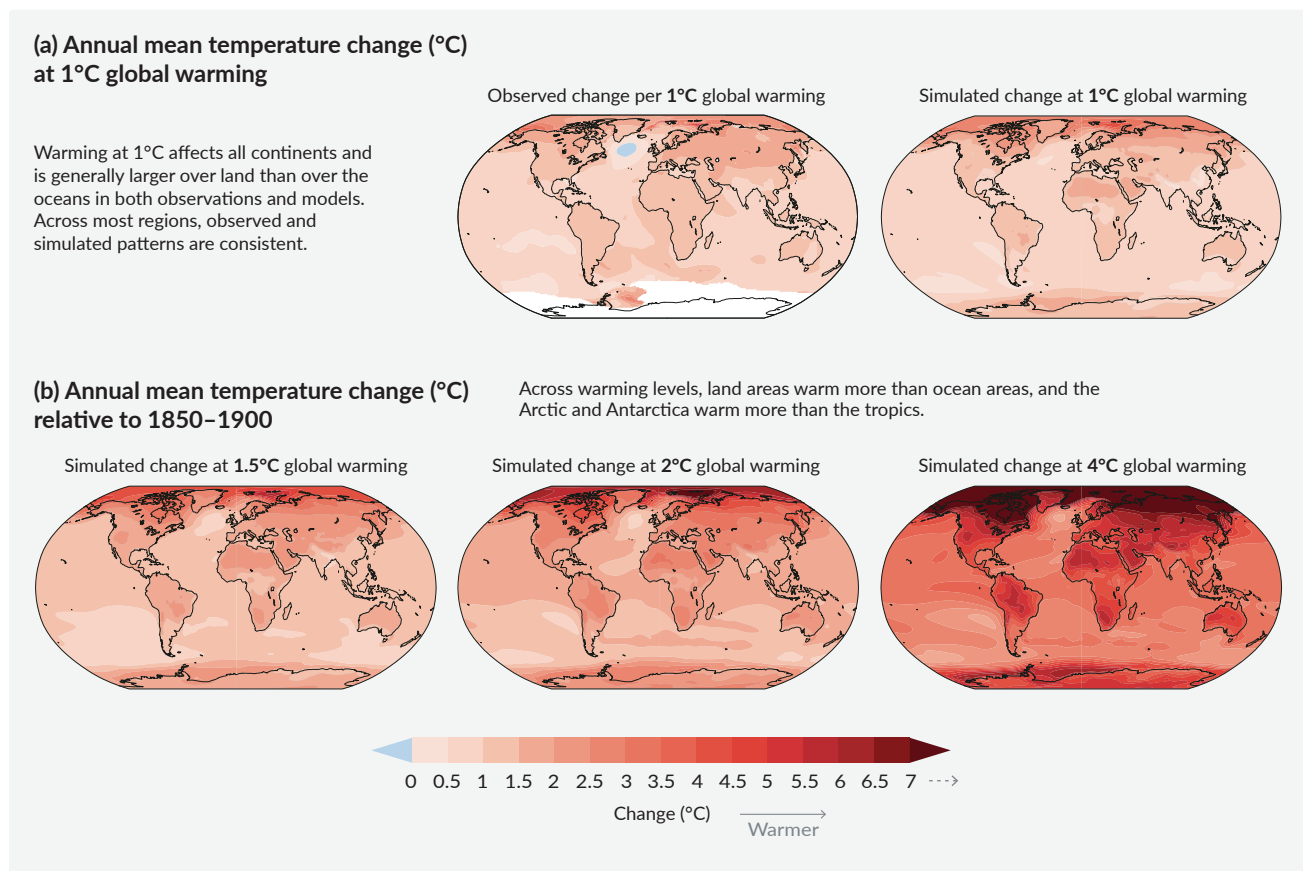 (a) Annual mean temperature change (°C)
at 1°C global warming
Observed change per 1°C global warming
Simulated change at 1°C global warming
Warming at 1°C affects all continents and
is generally larger over land than over the
oceans in both observations and models.
Across most regions, observed and
simulated patterns are consistent.
(b) Annual mean temperature change (°C)
relative to 1850–1900
Across warming levels, land areas warm more than ocean areas, and the
Arctic and Antarctica warm more than the tropics.
Simulated change at 1.5°C global warming
Simulated change at 2°C global warming
Simulated change at 4°C global warming
0 0.5 1 1.5 2 2.5 3 3.5 4 4.5 5 5.5 6 6.5 7
Change (°C)
Warmer